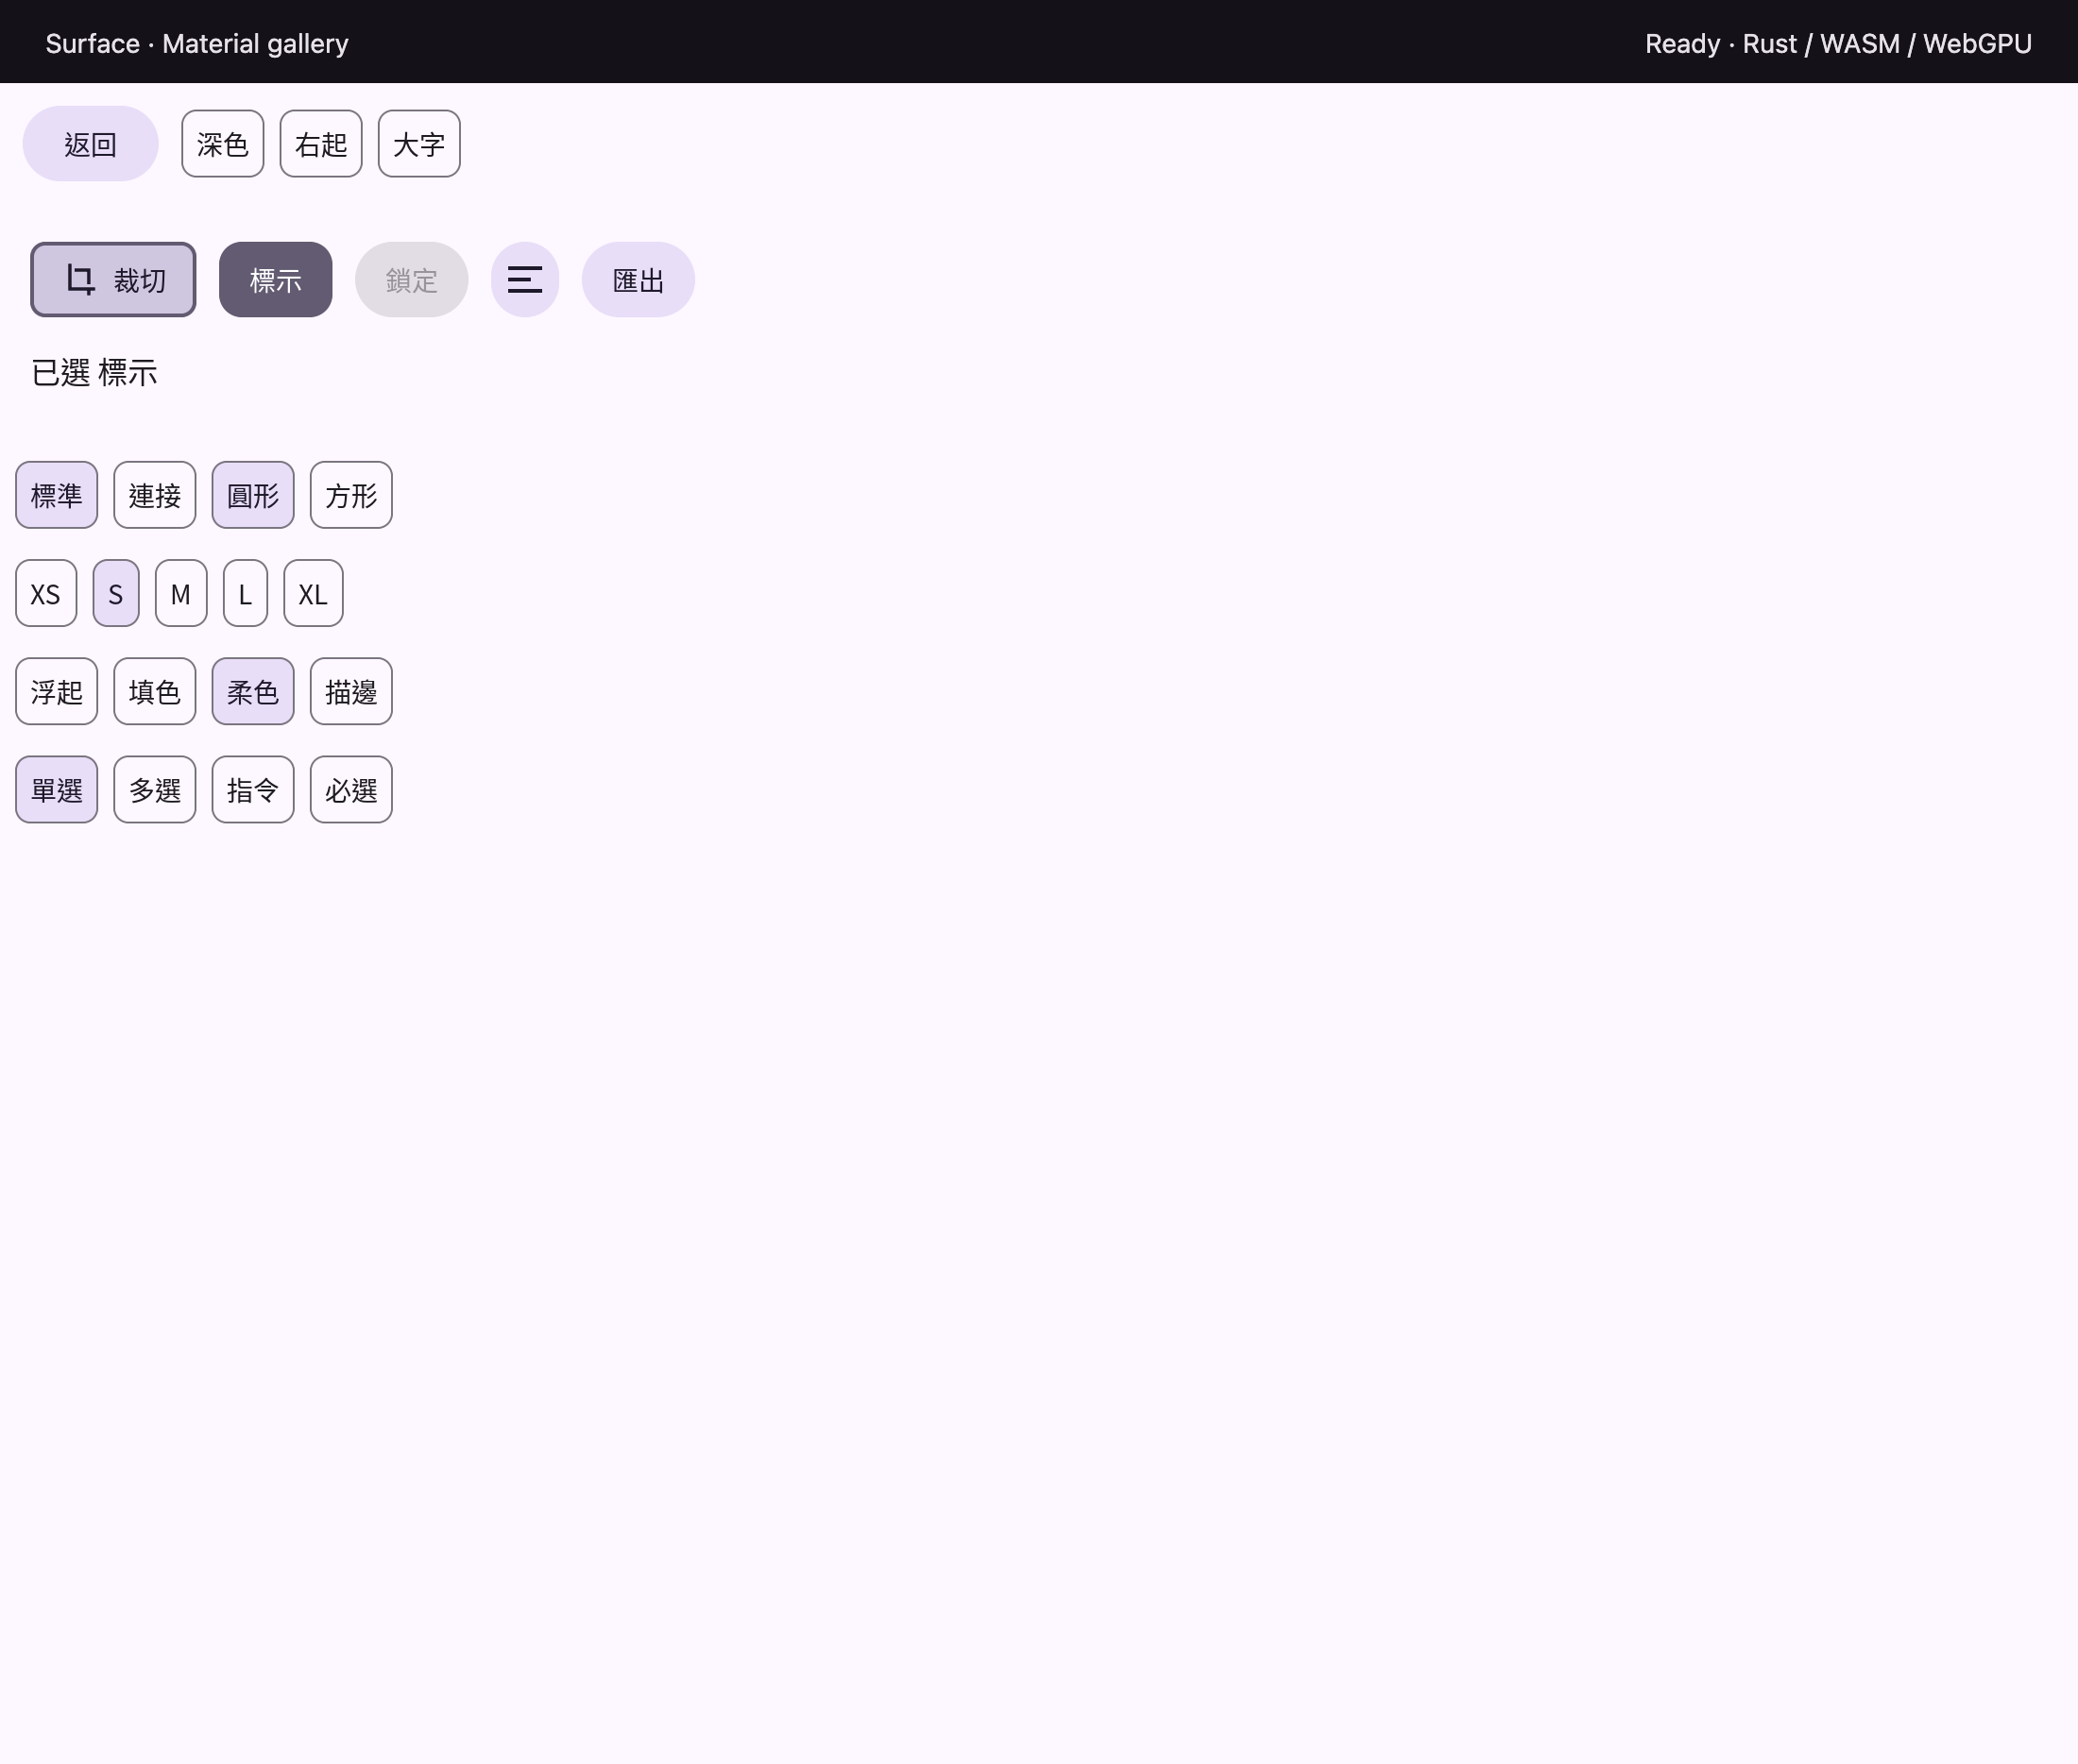 Surface · Material gallery Ready · Rust / WASM / WebGPU
返回 深色 右起 大字
裁切 標示 鎖定 匯出
已選 標示
標準 連接 圓形 方形
XS S M L XL
浮起 填色 柔色 描邊
單選 多選 指令 必選